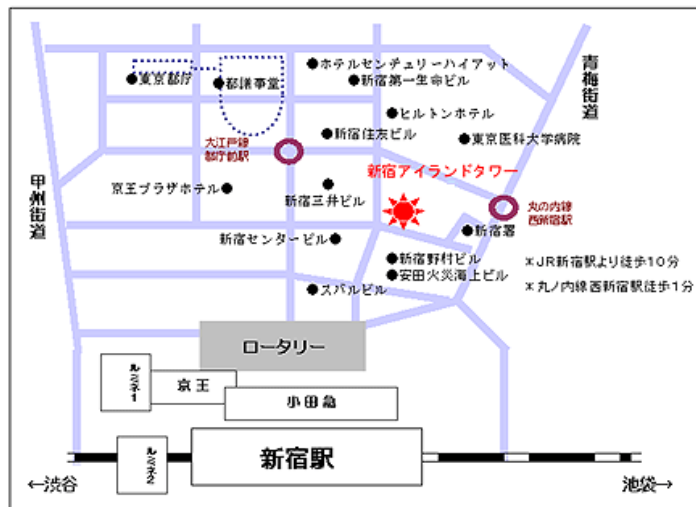 青梅街道
ホテルセンチュリーハイアット
東京都庁
都議事堂
新宿第一生命ビル
ヒルトンホテル
新宿住友ビル
東京医科大学病院
大江戸線
都庁前駅
新宿アイランドタワー
甲州街道
京王プラザホテル
新宿三井ビル
丸の内線
西新宿駅
新宿署
新宿センタービル
新宿野村ビル
安田火災海上ビル
＊JR新宿駅より徒歩10分
＊丸ノ内線西新宿駅徒歩1分
スバルビル
ロータリー
ルミネ1
京王
小田急
新宿駅
ルミネ2
←渋谷
池袋→